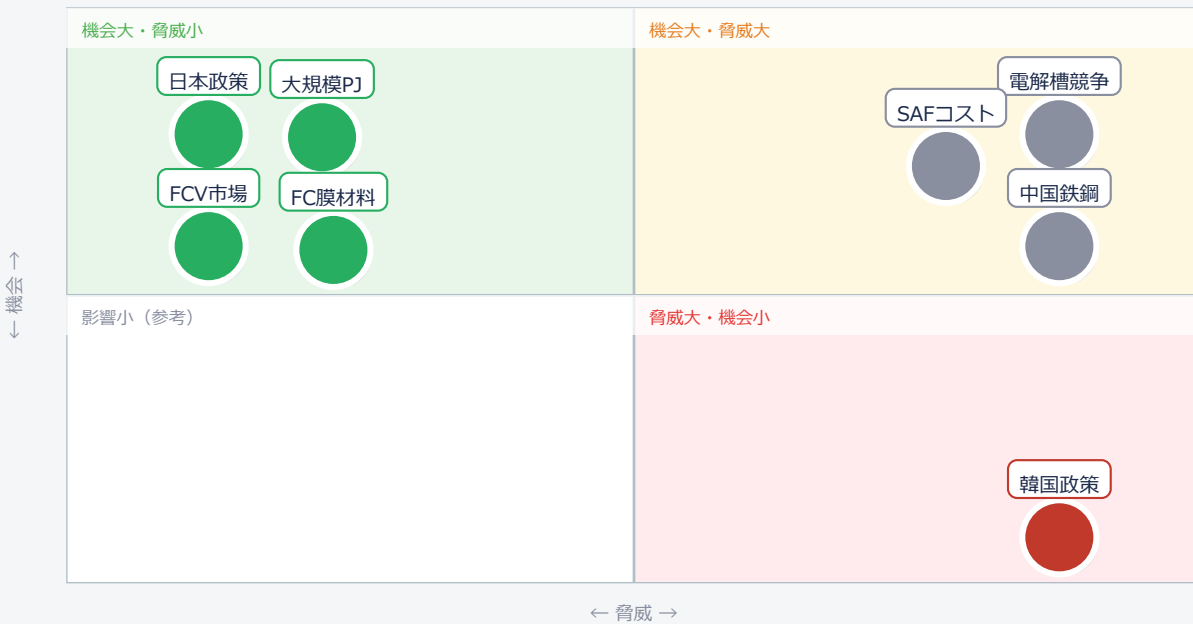 機会大・脅威小
機会大・脅威大
日本政策
大規模PJ
電解槽競争
SAFコスト
FCV市場
FC膜材料
中国鉄鋼
← 機会 →
影響小（参考）
脅威大・機会小
韓国政策
← 脅威 →